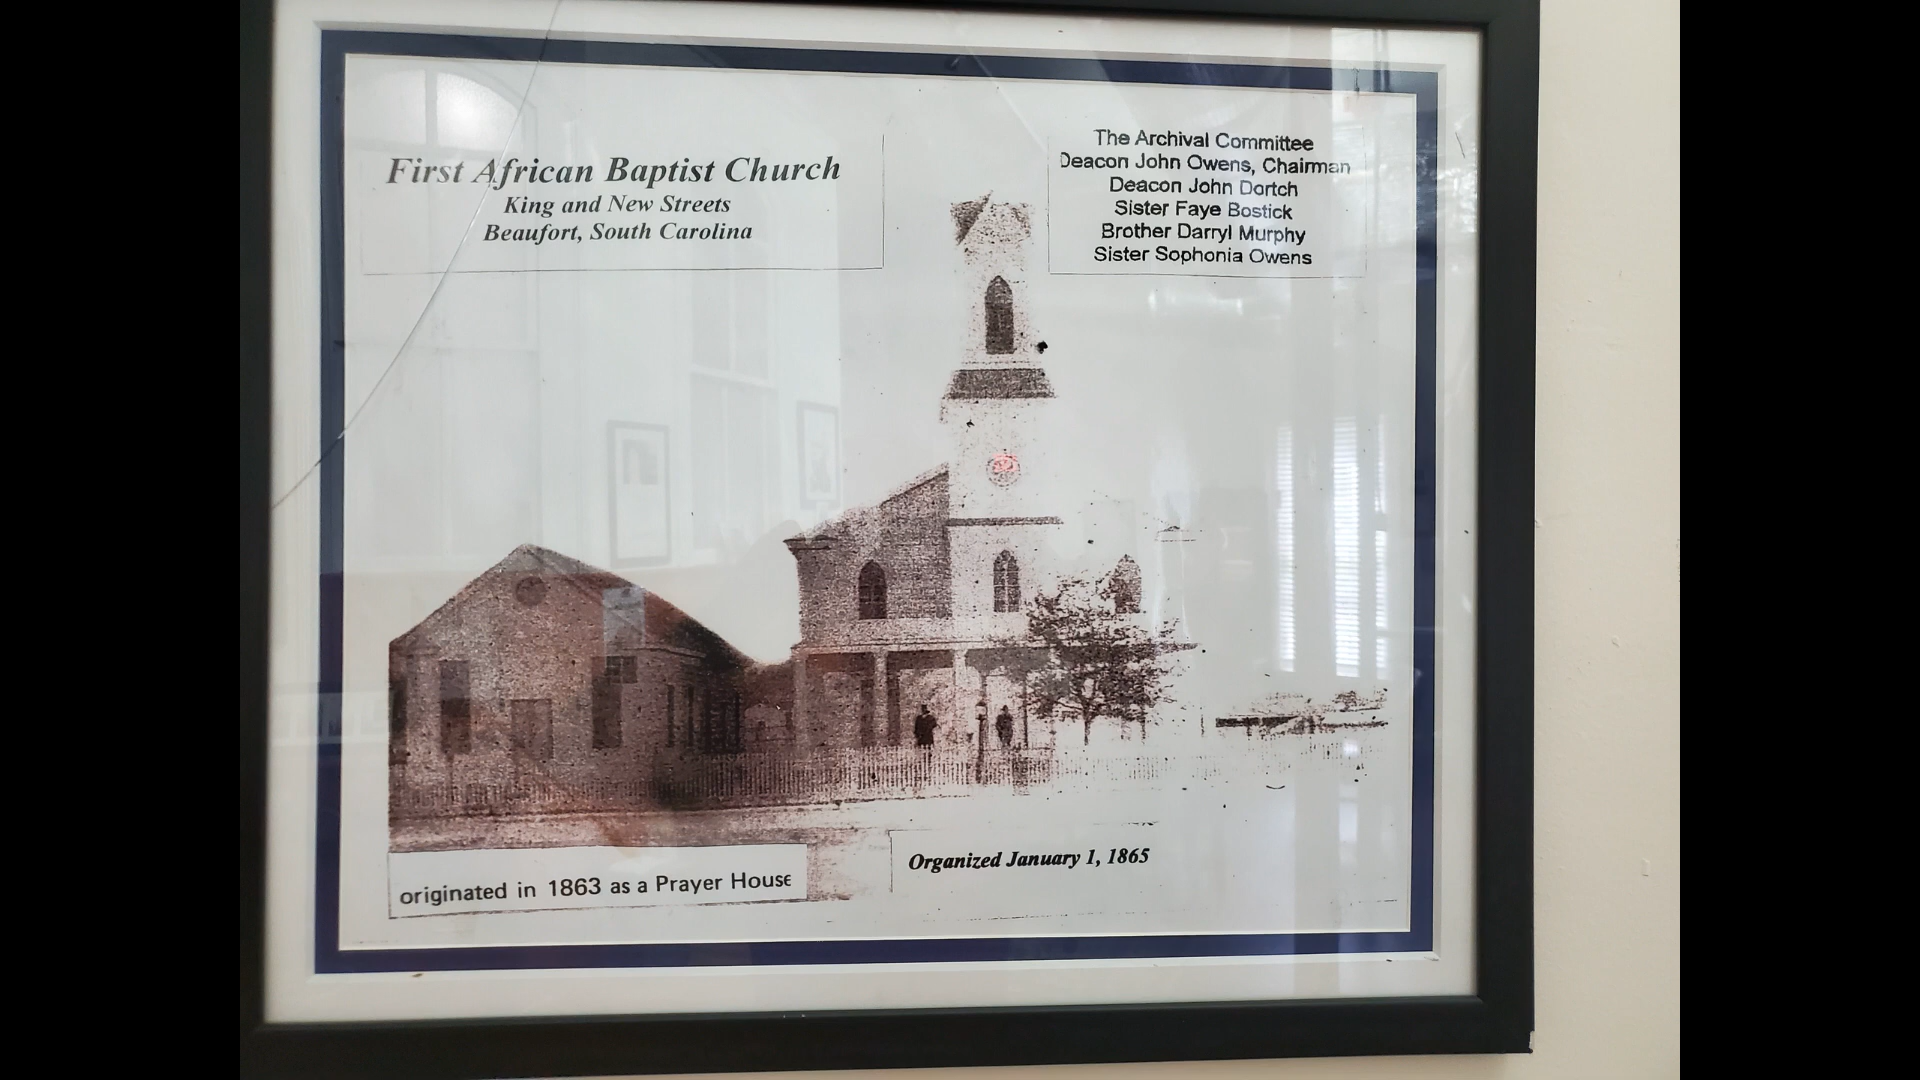 First African Baptist Church
King and New Streets
Beaufort, South Carolina
The Archival Committee
Deacon John Owens, Chairman
Deacon John Dortch
Sister Faye Bostick
Brother Darryl Murphy
Sister Sophonia Owens
originated in 1863 as a Prayer House
Organized January 1, 1865